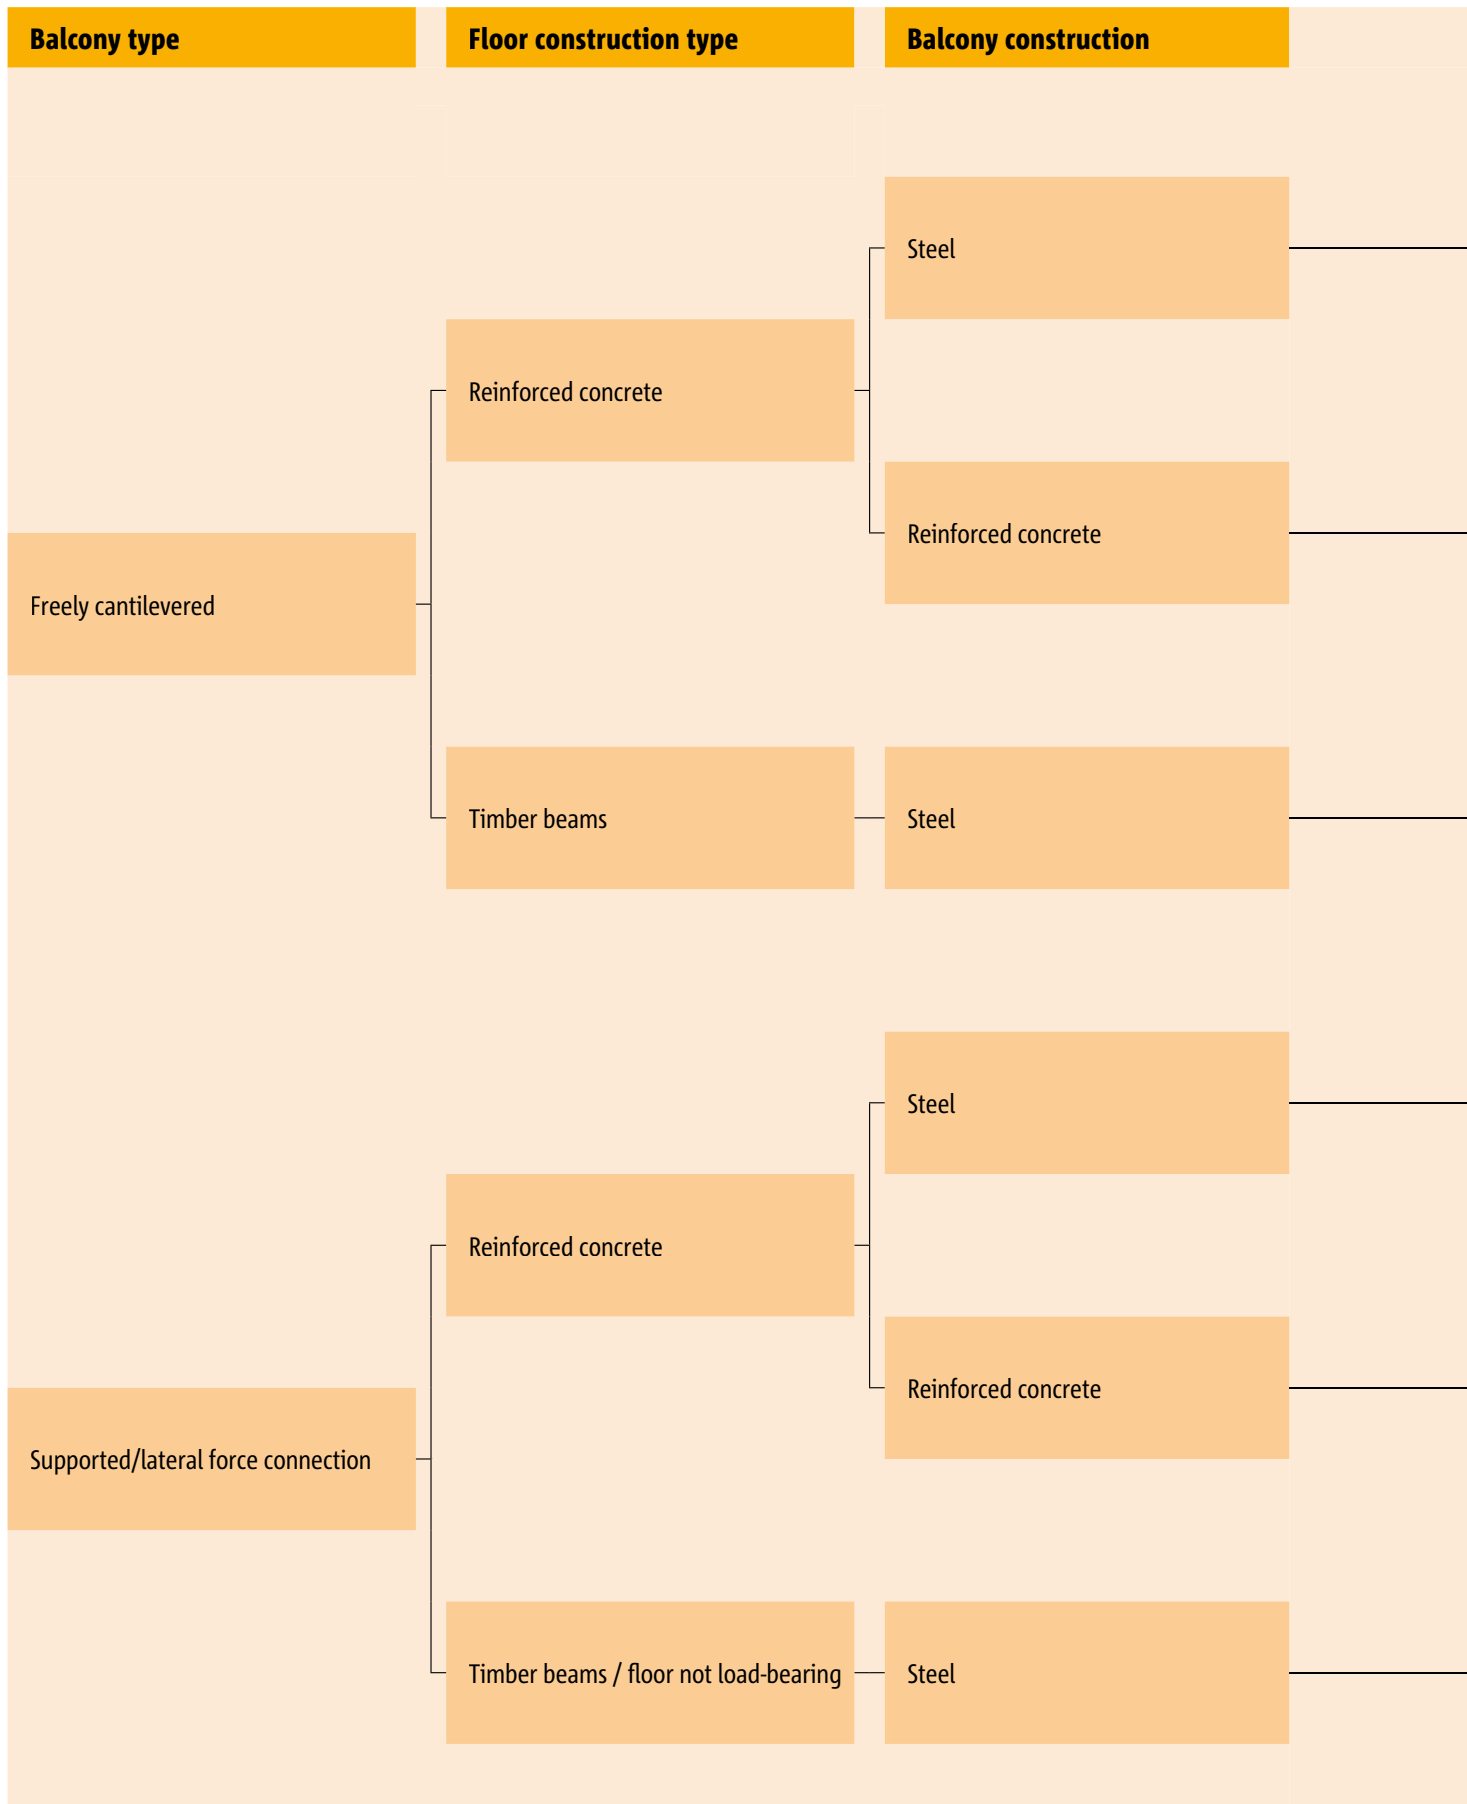 Balcony type
Floor construction type
Balcony construction
Steel
Reinforced concrete
Reinforced concrete
Freely cantilevered
Timber beams
Steel
Steel
Reinforced concrete
Reinforced concrete
Supported/lateral force connection
Timber beams / floor not load-bearing
Steel